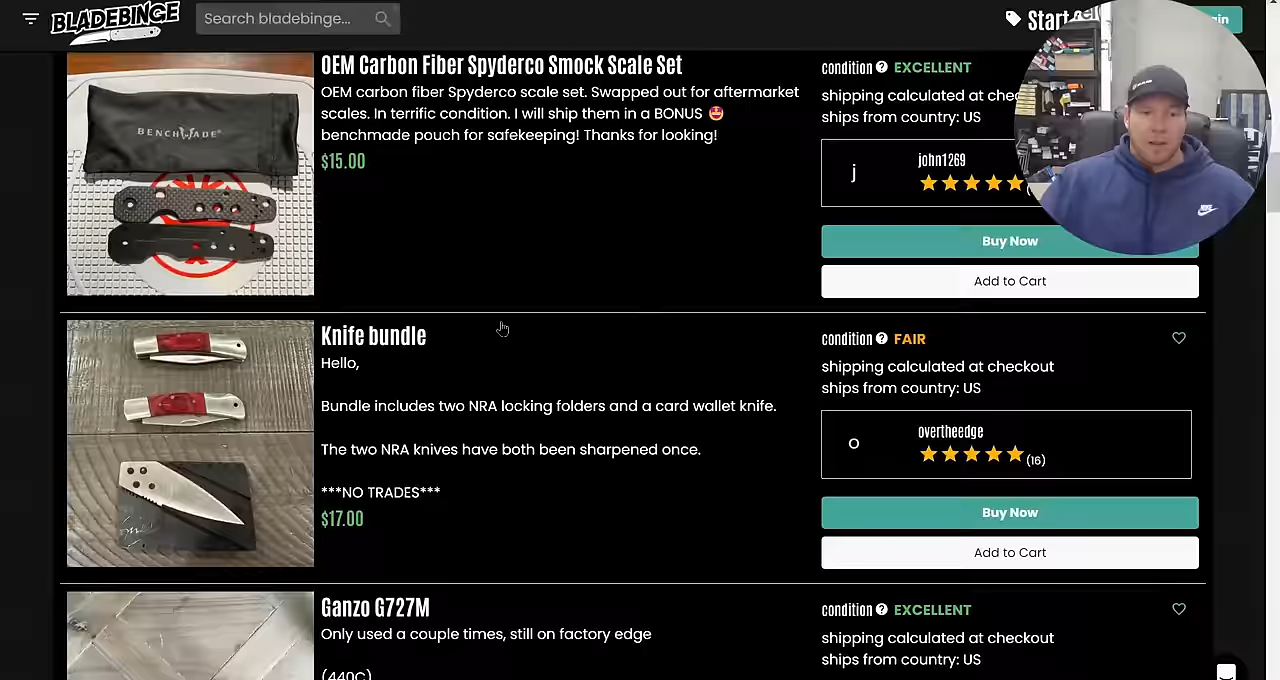 BLADEBINGE
Search bladebinge...
OEM Carbon Fiber Spyderco Smock Scale Set
OEM carbon fiber Spyderco scale set. Swapped out for aftermarket
scales. In terrific condition. I will ship them in a BONUS 🤩
benchmade pouch for safekeeping! Thanks for looking!
$15.00
BENCHMADE
condition ? EXCELLENT
shipping calculated at chec
ships from country: US
j
john1269
Buy Now
Add to Cart
Knife bundle
Hello,
Bundle includes two NRA locking folders and a card wallet knife.
The two NRA knives have both been sharpened once.
***NO TRADES***
$17.00
condition ? FAIR
shipping calculated at checkout
ships from country: US
o
overtheedge
(16)
Buy Now
Add to Cart
Ganzo G727M
Only used a couple times, still on factory edge
(440C)
condition ? EXCELLENT
shipping calculated at checkout
ships from country: US